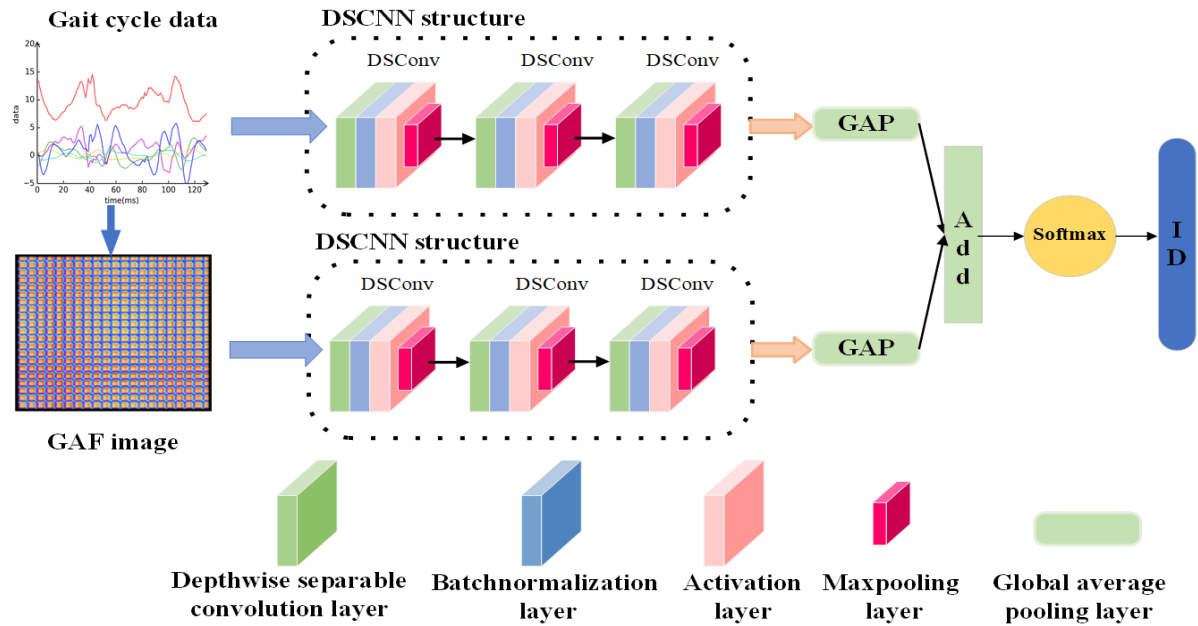 Gait cycle data
20
15
10
5
0
−5
data
0 20 40 60 80 100 120
time(ms)
GAF image
DSCNN structure
DSConv DSConv DSConv
GAP
DSCNN structure
DSConv DSConv DSConv
GAP
Add
Softmax
ID
Depthwise separable
convolution layer
Batchnormalization
layer
Activation
layer
Maxpooling
layer
Global average
pooling layer